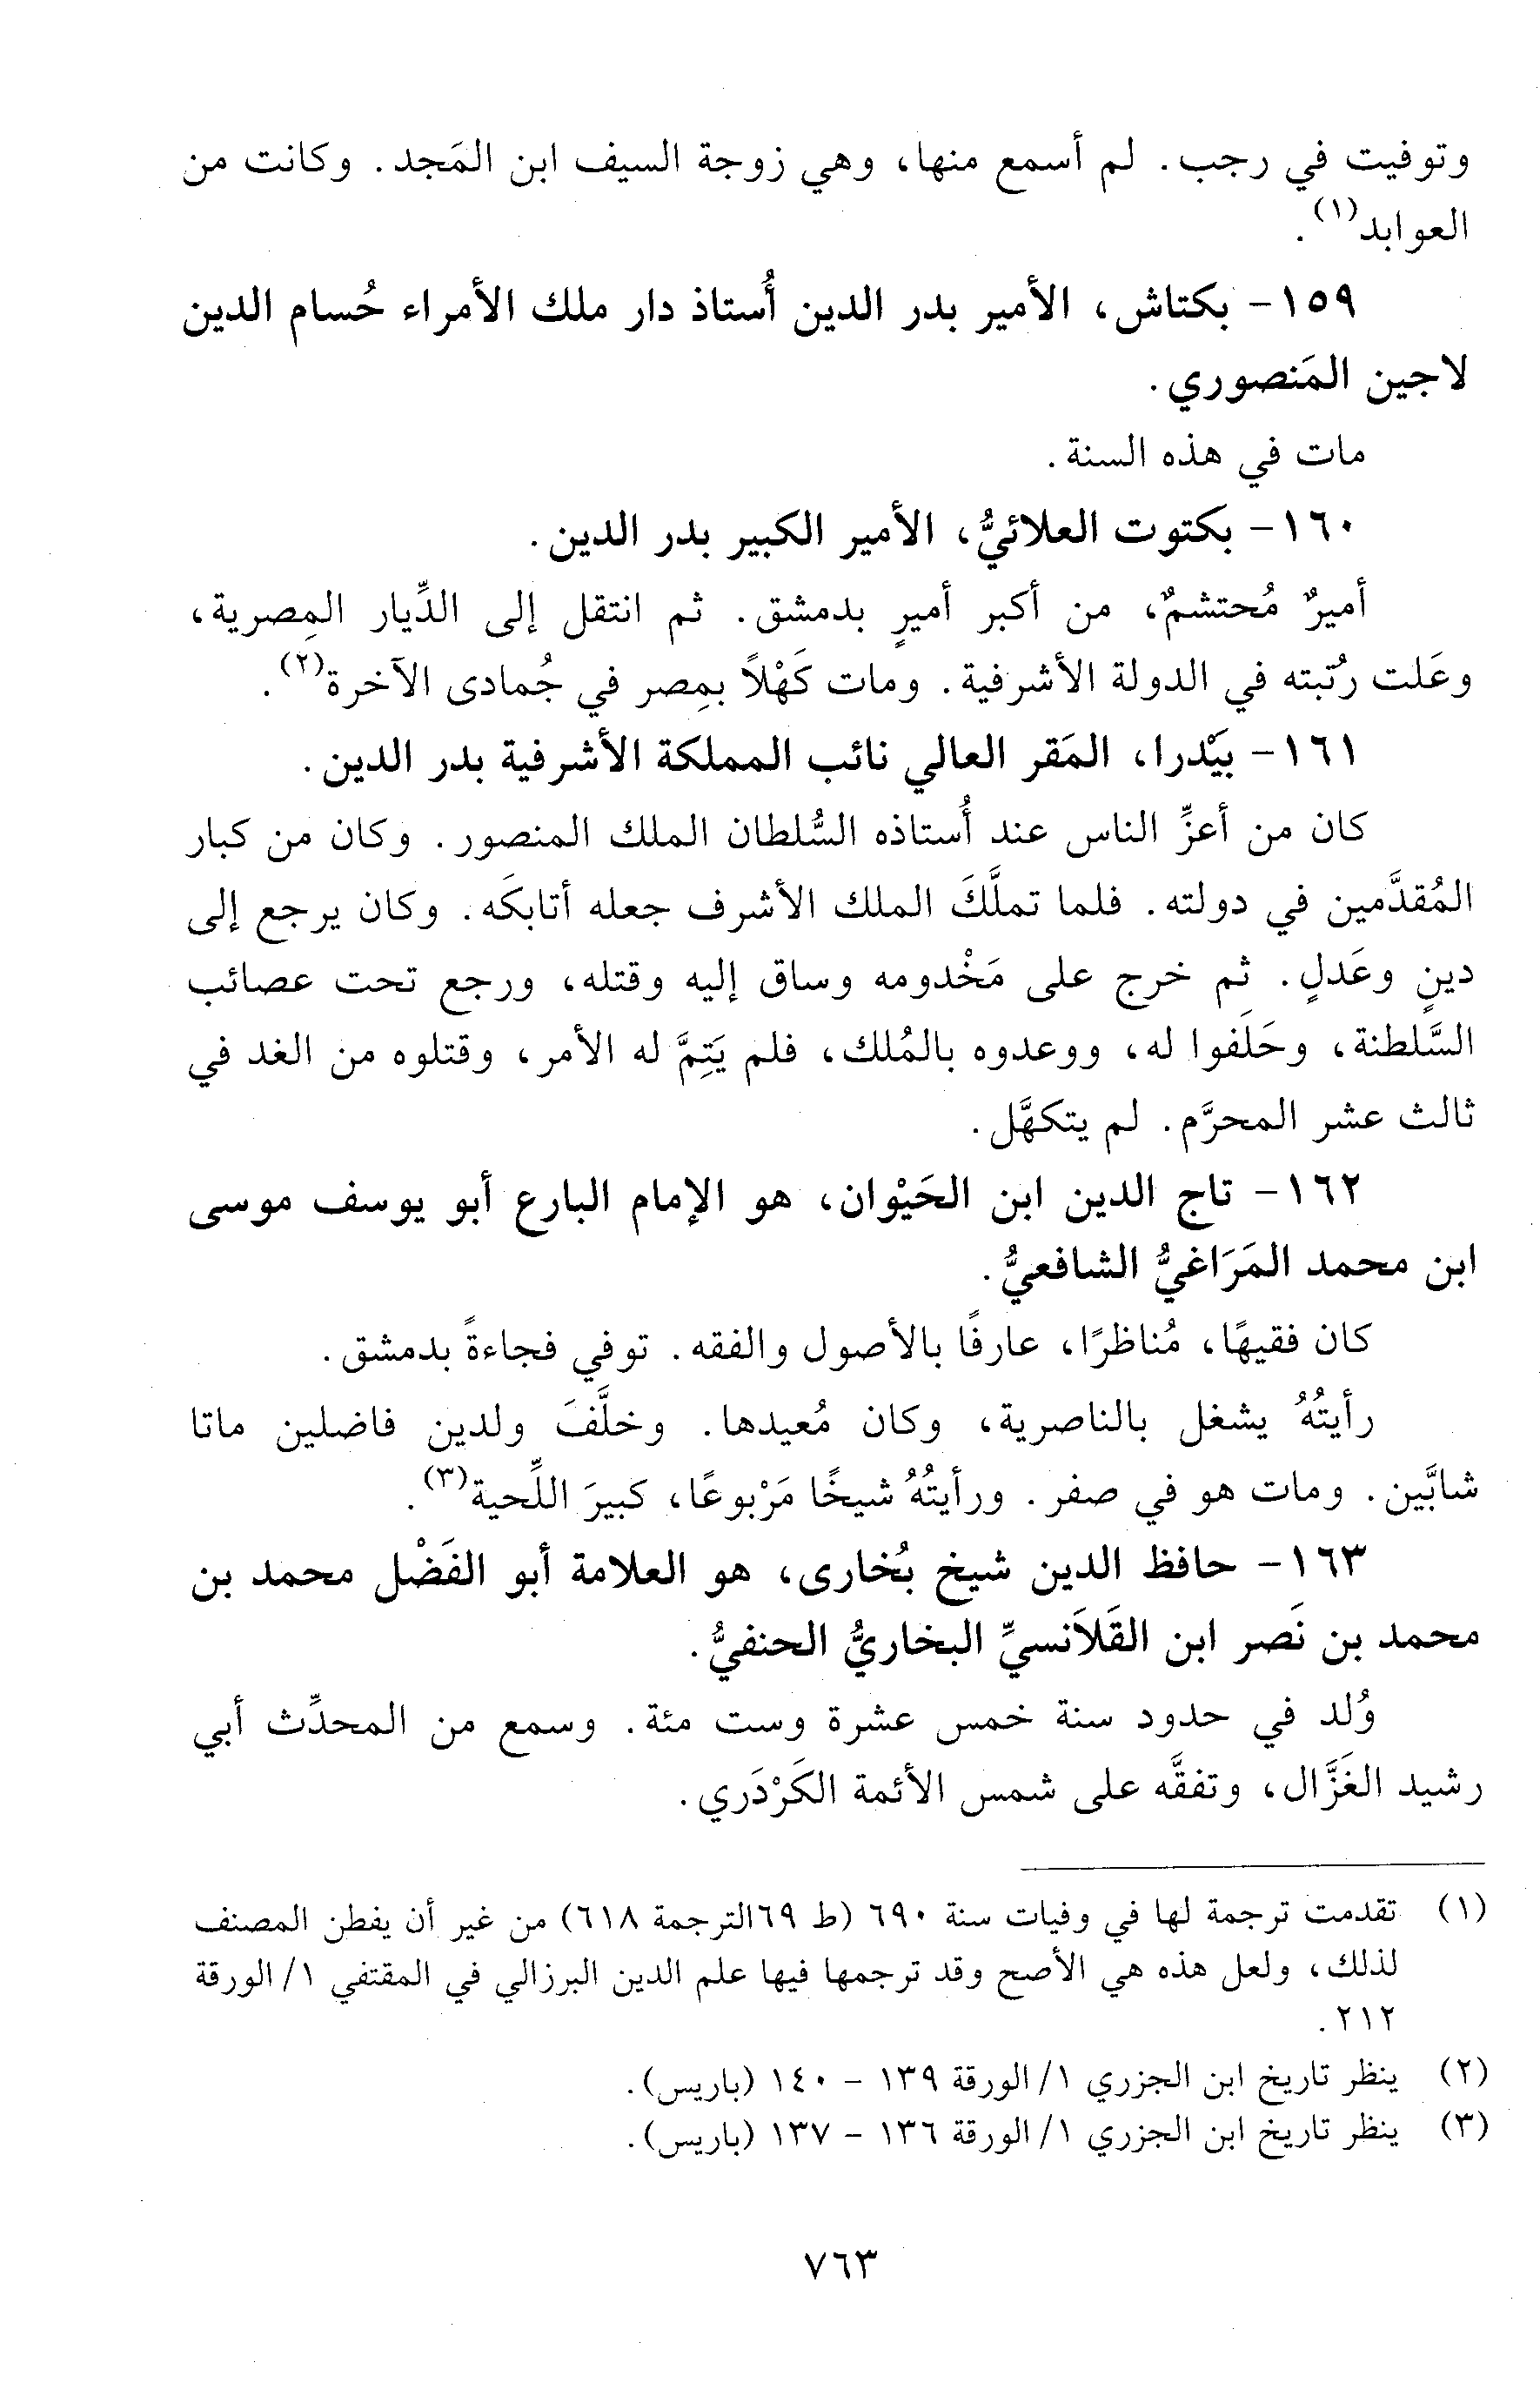 وتوفيت في رجب. لم أسمع منها، وهي زوجة السيف ابن المَجد. وكانت من
العوابد(١).
١٥٩- بكتاش، الأمير بدر الدين أُستاذ دار ملك الأمراء حُسام الدين
لاجين المَنصوري.
مات في هذه السنة.
١٦٠- بكتوت العلائيُّ، الأمير الكبير بدر الدين.
أميرٌ مُحتشمٌ، من أكبر أميرٍ بدمشق. ثم انتقل إلى الدِّيار المِصرية،
وعَلت رُتبته في الدولة الأشرفية. ومات كَهْلاً بمِصر في جُمادى الآخرة(٢).
١٦١- بَيْدرا، المَقر العالي نائب المملكة الأشرفية بدر الدين.
كان من أعزِّ الناس عند أُستاذه السُّلطان الملك المنصور. وكان من كبار
المُقدَّمين في دولته. فلما تملَّكَ الملك الأشرف جعله أتابكَه. وكان يرجع إلى
دينٍ وعَدلٍ. ثم خرج على مَخْدومه وساق إليه وقتله، ورجع تحت عصائب
السَّلطنة، وحَلَفوا له، ووعدوه بالمُلك، فلم يَتِمَّ له الأمر، وقتلوه من الغد في
ثالث عشر المحرَّم. لم يتكهَّل.
١٦٢- تاج الدين ابن الحَيْوان، هو الإمام البارع أبو يوسف موسى
ابن محمد المَرَاغيُّ الشافعيُّ.
كان فقيهًا، مُناظرًا، عارفًا بالأصول والفقه. توفي فجاءةً بدمشق.
رأيتُهُ يشغل بالناصرية، وكان مُعيدها. وخلَّفَ ولدين فاضلين ماتا
شابَّين. ومات هو في صفر. ورأيتُهُ شيخًا مَرْبوعًا، كبيرَ اللِّحية(٣).
١٦٣- حافظ الدين شيخ بُخارى، هو العلامة أبو الفَضْل محمد بن
محمد بن نَصر ابن القَلاَنسيِّ البخاريُّ الحنفيُّ.
وُلد في حدود سنة خمس عشرة وست مئة. وسمع من المحدِّث أبي
رشيد الغَزَّال، وتفقَّه على شمس الأئمة الكَرْدَري.
(١) تقدمت ترجمة لها في وفيات سنة ٦٩٠ (ط ٦٩الترجمة ٦١٨) من غير أن يفطن المصنف
لذلك، ولعل هذه هي الأصح وقد ترجمها فيها علم الدين البرزالي في المقتفي ١/ الورقة
٢١٢.
(٢) ينظر تاريخ ابن الجزري ١/ الورقة ١٣٩ - ١٤٠ (باريس).
(٣) ينظر تاريخ ابن الجزري ١/ الورقة ١٣٦ - ١٣٧ (باريس).
٧٦٣